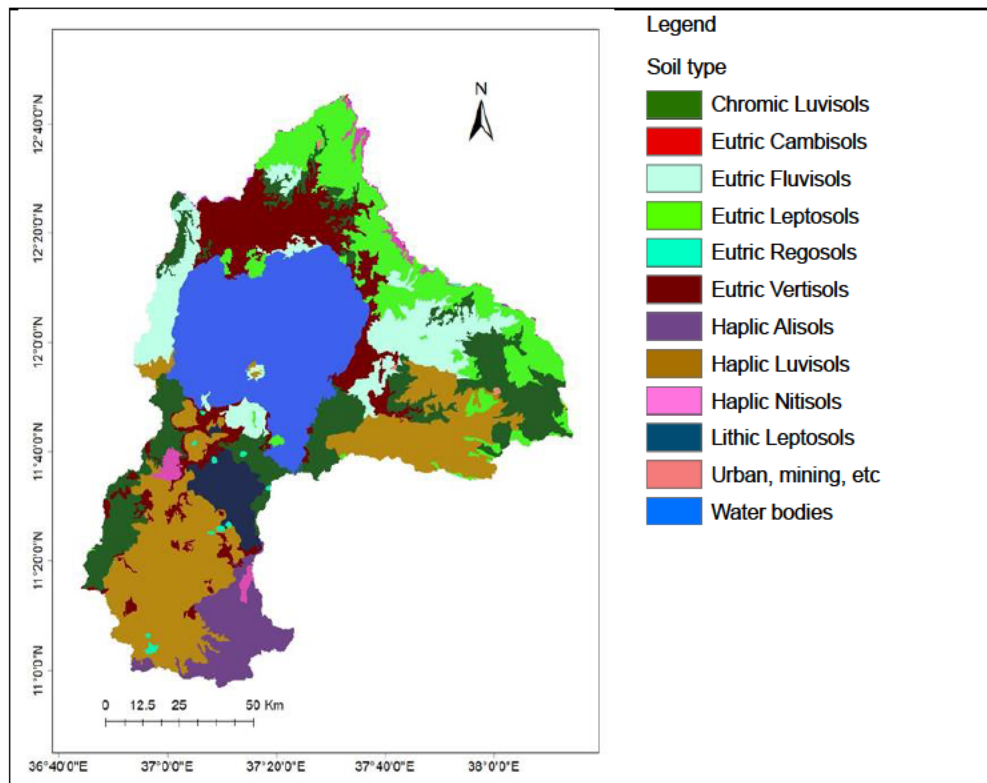 Legend
Soil type
Chromic Luvisols
Eutric Cambisols
Eutric Fluvisols
Eutric Leptosols
Eutric Regosols
Eutric Vertisols
Haplic Alisols
Haplic Luvisols
Haplic Nitisols
Lithic Leptosols
Urban, mining, etc
Water bodies
N
12°40'0"N
12°20'0"N
12°0'0"N
11°40'0"N
11°20'0"N
11°0'0"N
0 12.5 25 50 Km
36°40'0"E 37°0'0"E 37°20'0"E 37°40'0"E 38°0'0"E